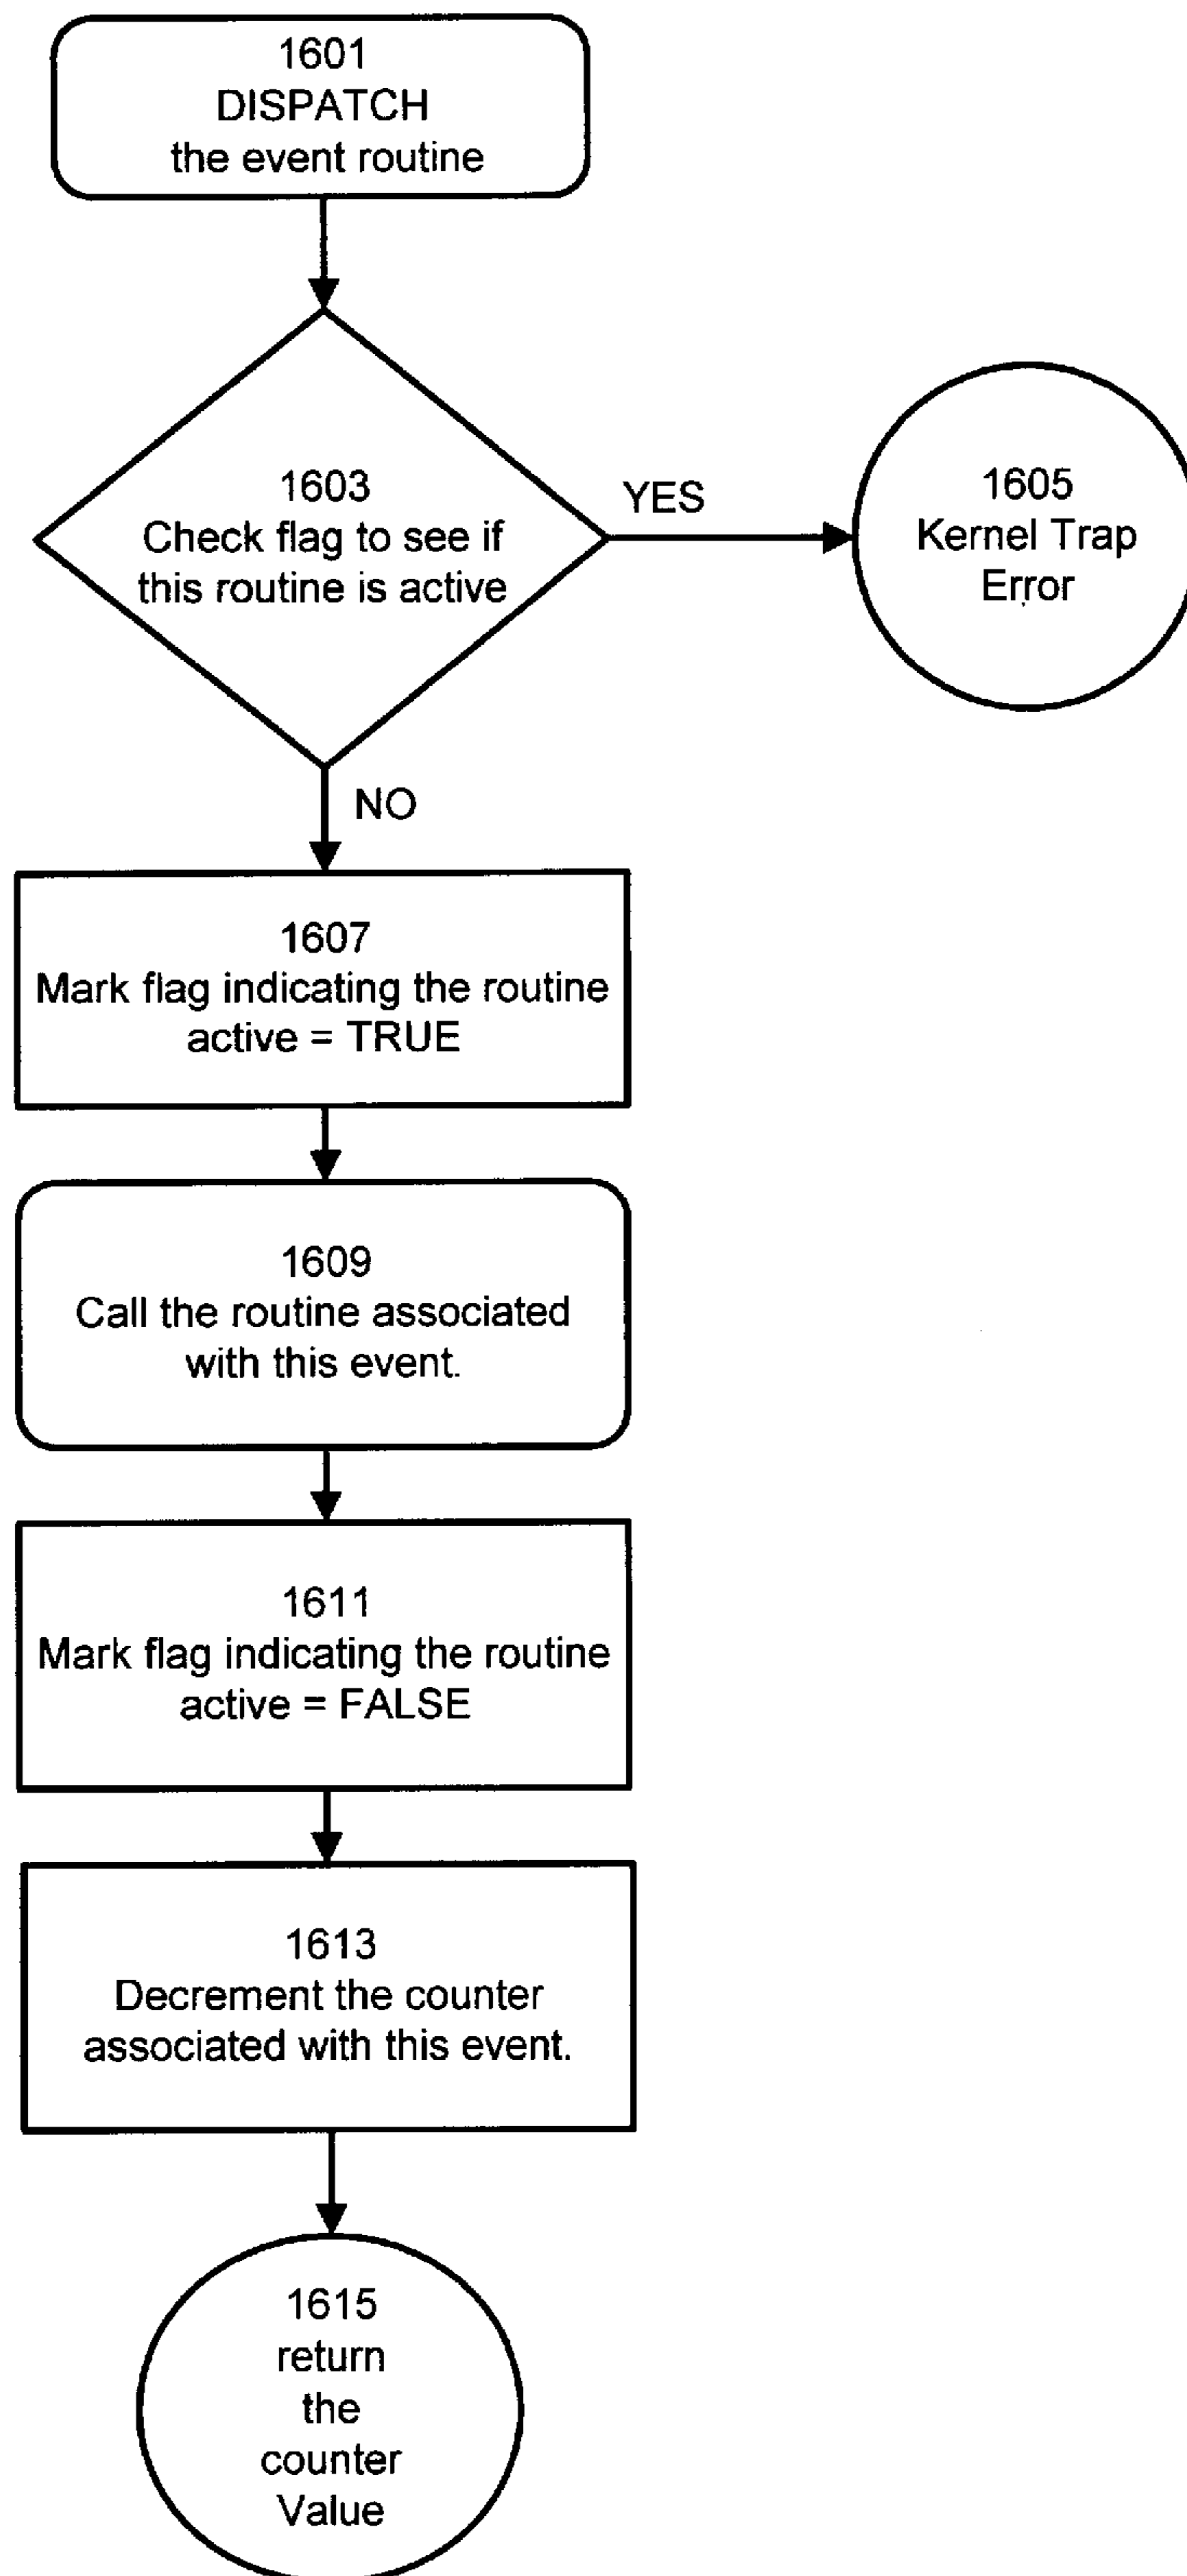 1601
DISPATCH
the event routine
1603
Check flag to see if
this routine is active
YES
1605
Kernel Trap
Error
NO
1607
Mark flag indicating the routine
active = TRUE
1609
Call the routine associated
with this event.
1611
Mark flag indicating the routine
active = FALSE
1613
Decrement the counter
associated with this event.
1615
return
the
counter
Value